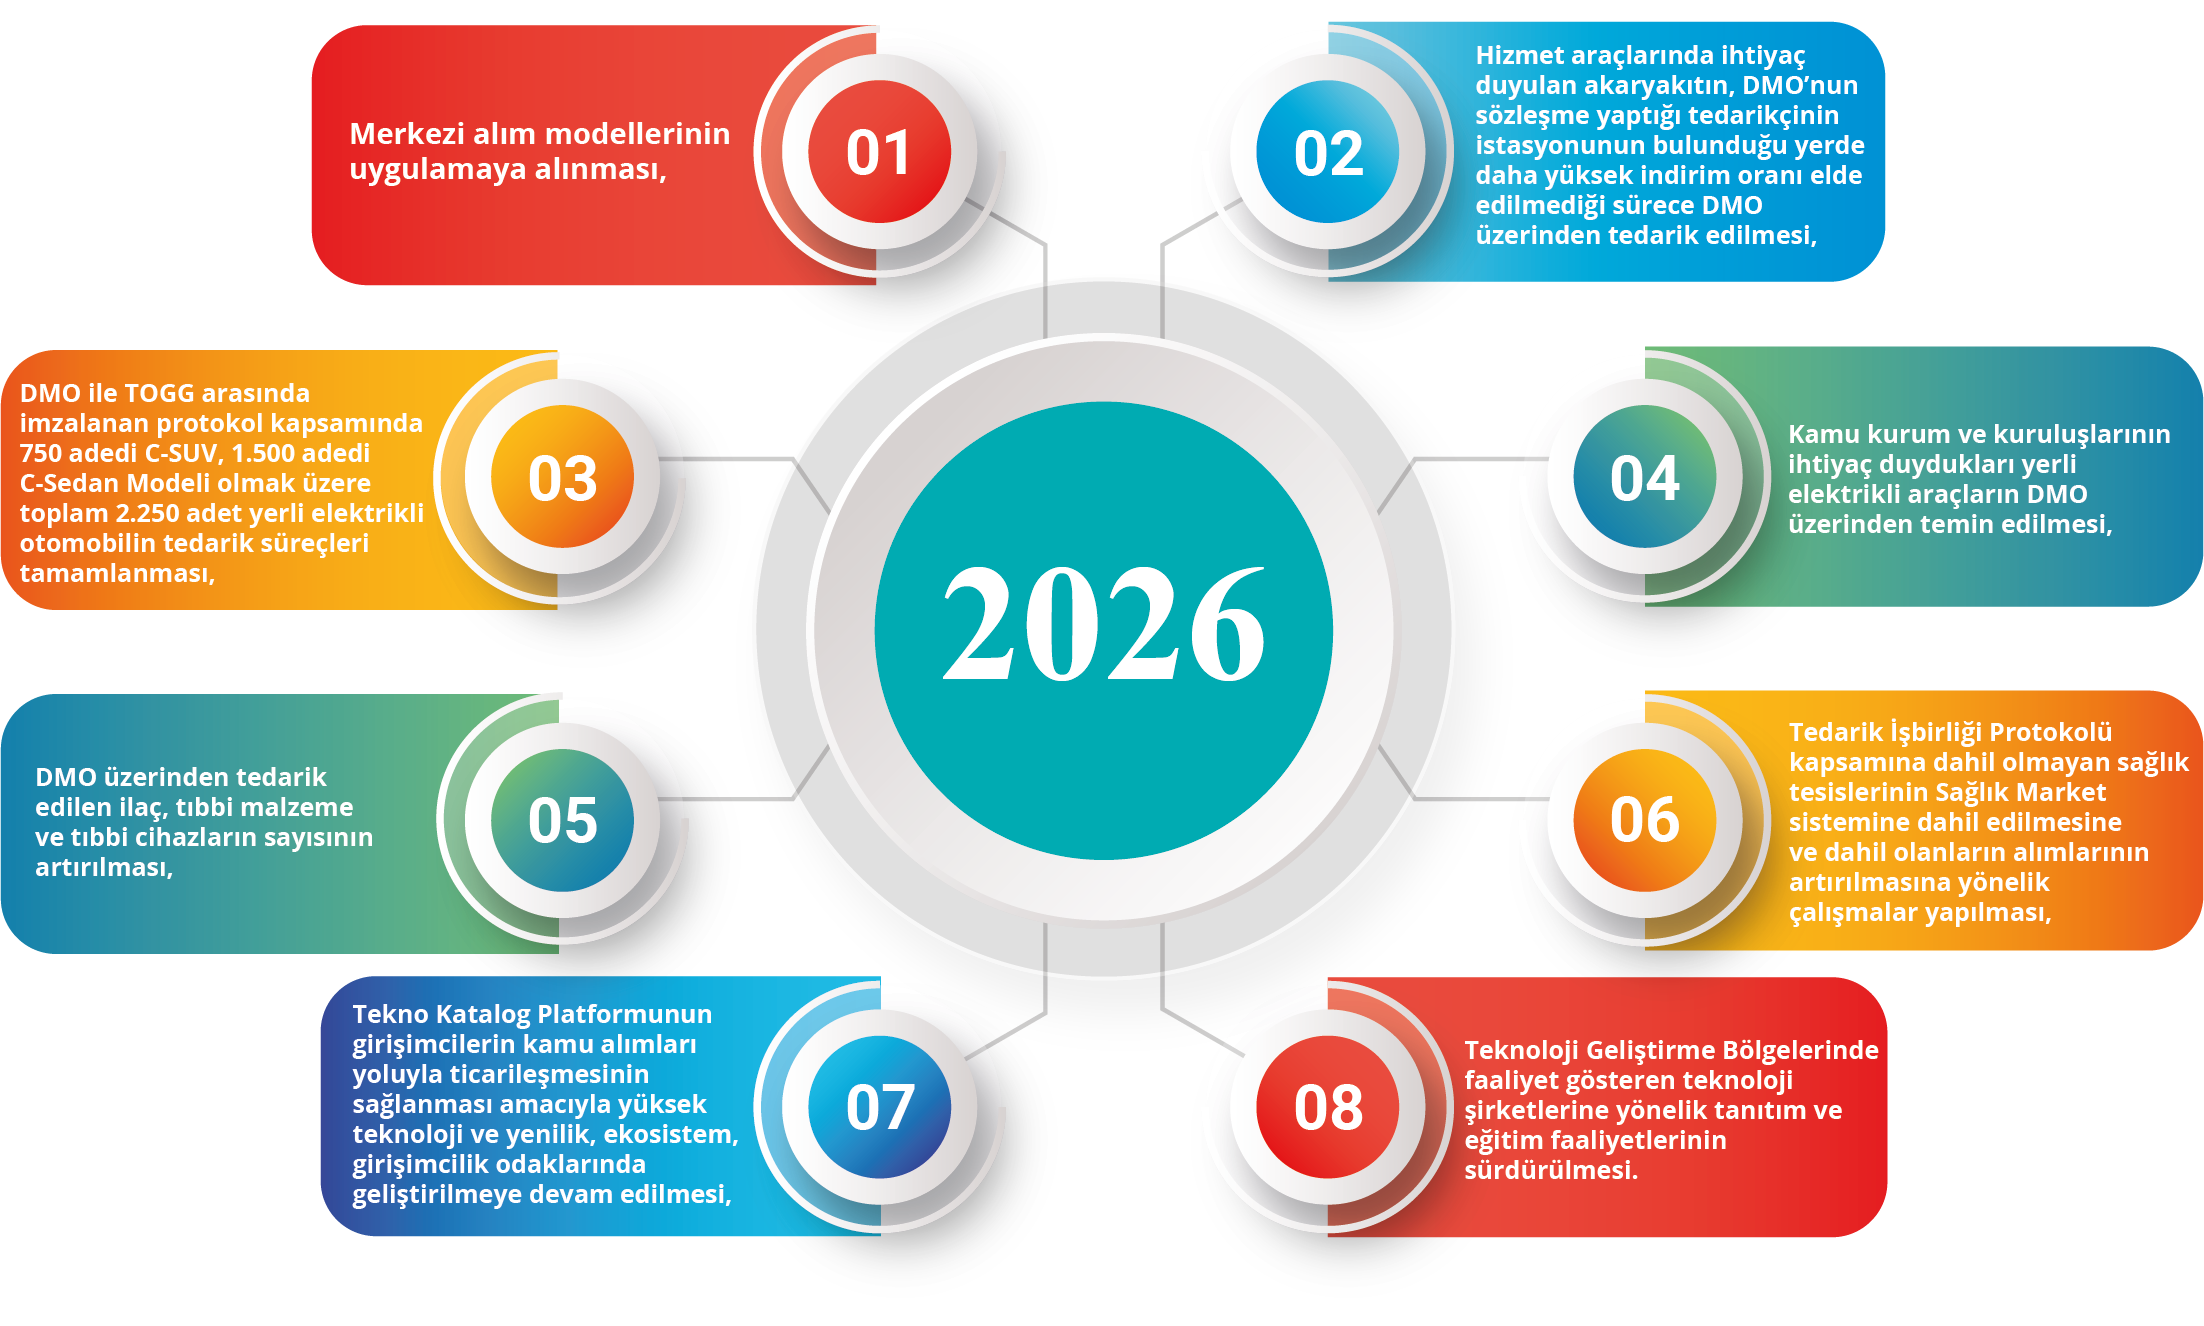 01
Merkezi alım modellerinin
uygulamaya alınması,
02
Hizmet araçlarında ihtiyaç
duyulan akaryakıtın, DMO’nun
sözleşme yaptığı tedarikçinin
istasyonunun bulunduğu yerde
daha yüksek indirim oranı elde
edilmediği sürece DMO
üzerinden tedarik edilmesi,
03
DMO ile TOGG arasında
imzalanan protokol kapsamında
750 adedi C-SUV, 1.500 adedi
C-Sedan Modeli olmak üzere
toplam 2.250 adet yerli elektrikli
otomobilin tedarik süreçleri
tamamlanması,
04
Kamu kurum ve kuruluşlarının
ihtiyaç duydukları yerli
elektrikli araçların DMO
üzerinden temin edilmesi,
2026
05
DMO üzerinden tedarik
edilen ilaç, tıbbi malzeme
ve tıbbi cihazların sayısının
artırılması,
06
Tedarik İşbirliği Protokolü
kapsamına dahil olmayan sağlık
tesislerinin Sağlık Market
sistemine dahil edilmesine
ve dahil olanların alımlarının
artırılmasına yönelik
çalışmalar yapılması,
07
Tekno Katalog Platformunun
girişimcilerin kamu alımları
yoluyla ticarileşmesinin
sağlanması amacıyla yüksek
teknoloji ve yenilik, ekosistem,
girişimcilik odaklarında
geliştirilmeye devam edilmesi,
08
Teknoloji Geliştirme Bölgelerinde
faaliyet gösteren teknoloji
şirketlerine yönelik tanıtım ve
eğitim faaliyetlerinin
sürdürülmesi.